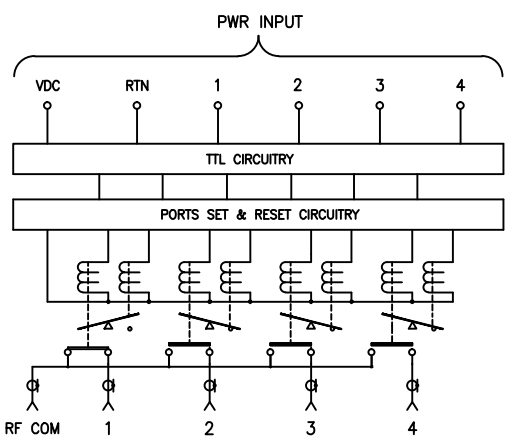 PWR INPUT
VDC RTN 1 2 3 4
TTL CIRCUITRY
PORTS SET & RESET CIRCUITRY
RF COM 1 2 3 4